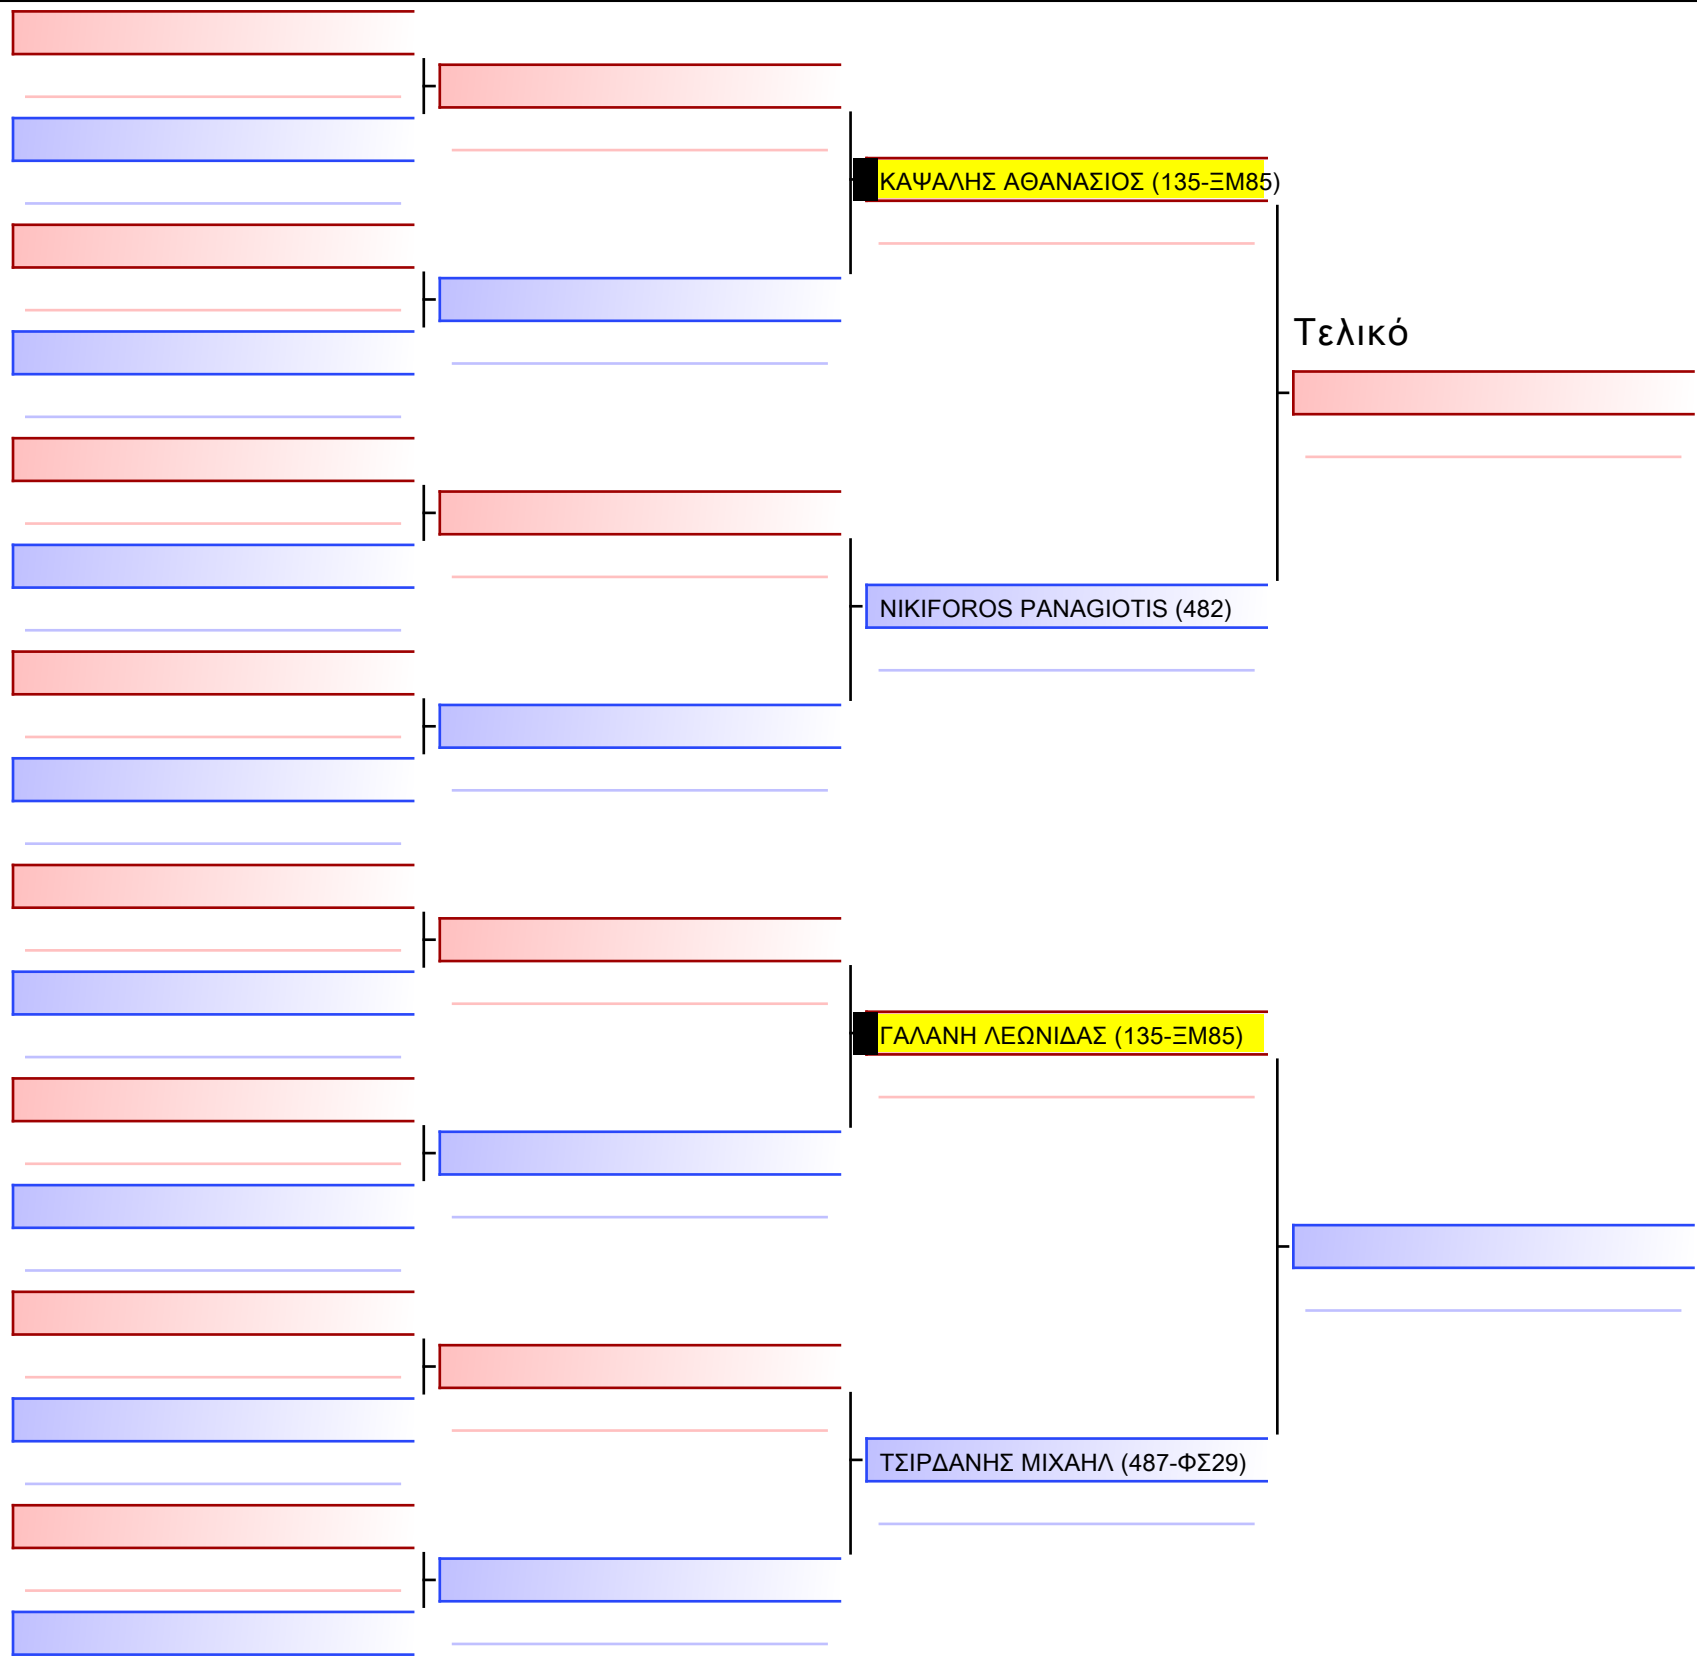 ΚΑΨΑΛΗΣ ΑΘΑΝΑΣΙΟΣ (135-ΞΜ85)
Τελικό
NIKIFOROS PANAGIOTIS (482)
ΓΑΛΑΝΗ ΛΕΩΝΙΔΑΣ (135-ΞΜ85)
ΤΣΙΡΔΑΝΗΣ ΜΙΧΑΗΛ (487-ΦΣ29)